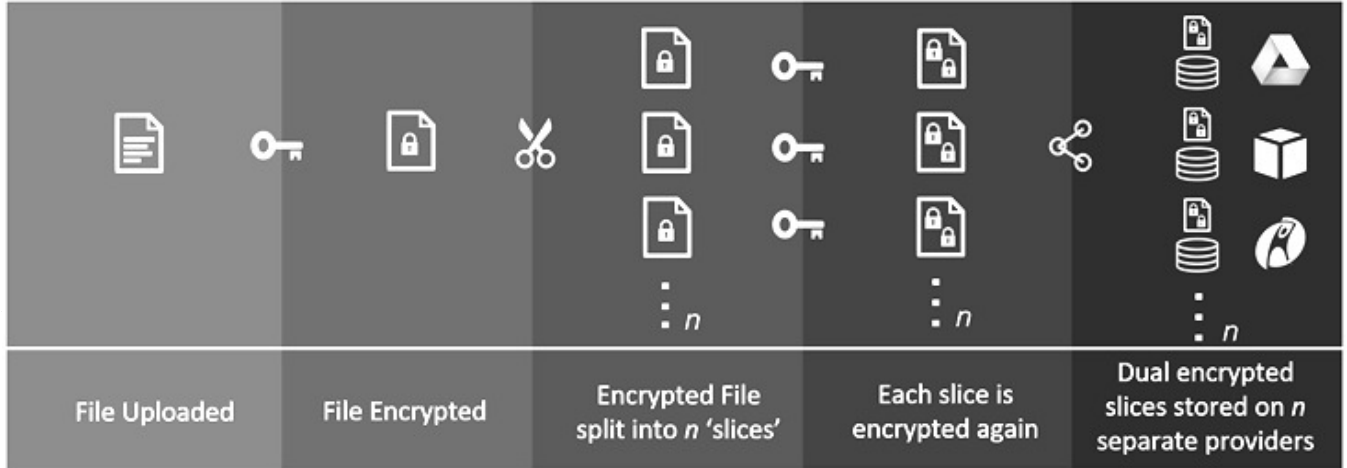 n
n
n
File Uploaded
File Encrypted
Encrypted File
split into n ‘slices’
Each slice is
encrypted again
Dual encrypted
slices stored on n
separate providers